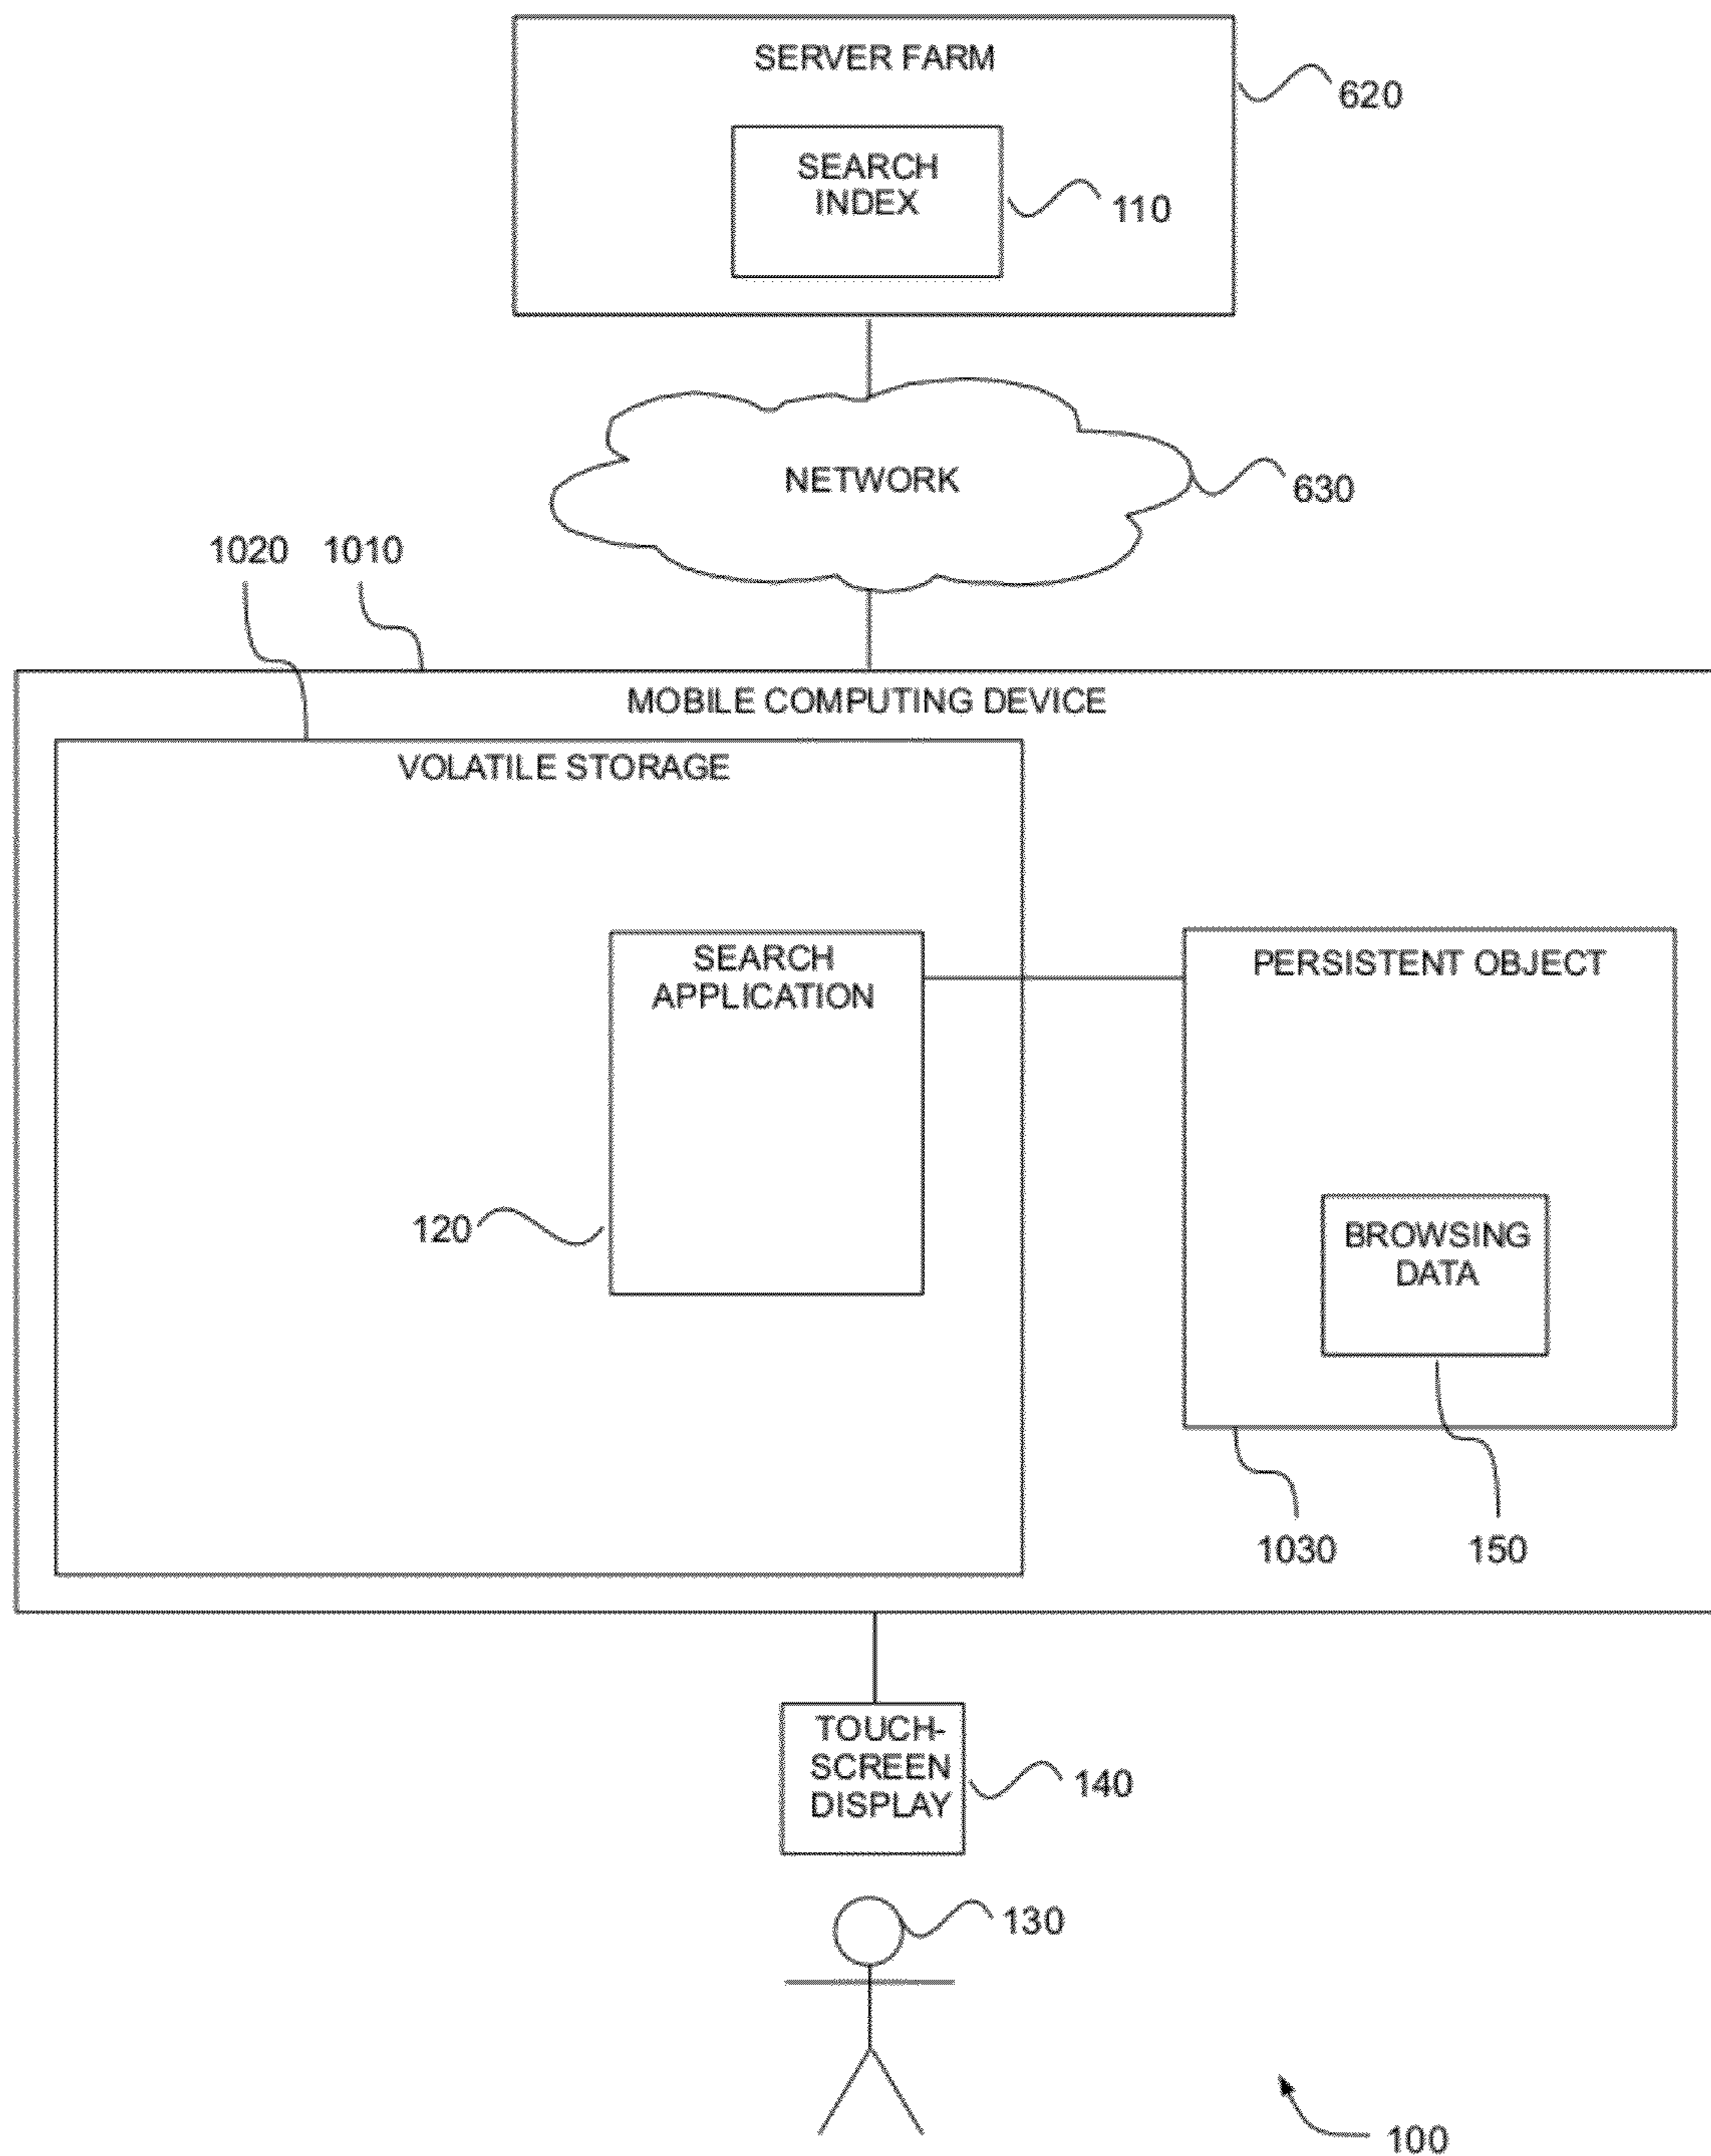 SERVER FARM
620
SEARCH
INDEX
110
NETWORK
630
1020 1010
MOBILE COMPUTING DEVICE
VOLATILE STORAGE
SEARCH
APPLICATION
PERSISTENT OBJECT
120
BROWSING
DATA
1030
150
TOUCH-
SCREEN
DISPLAY
140
130
100